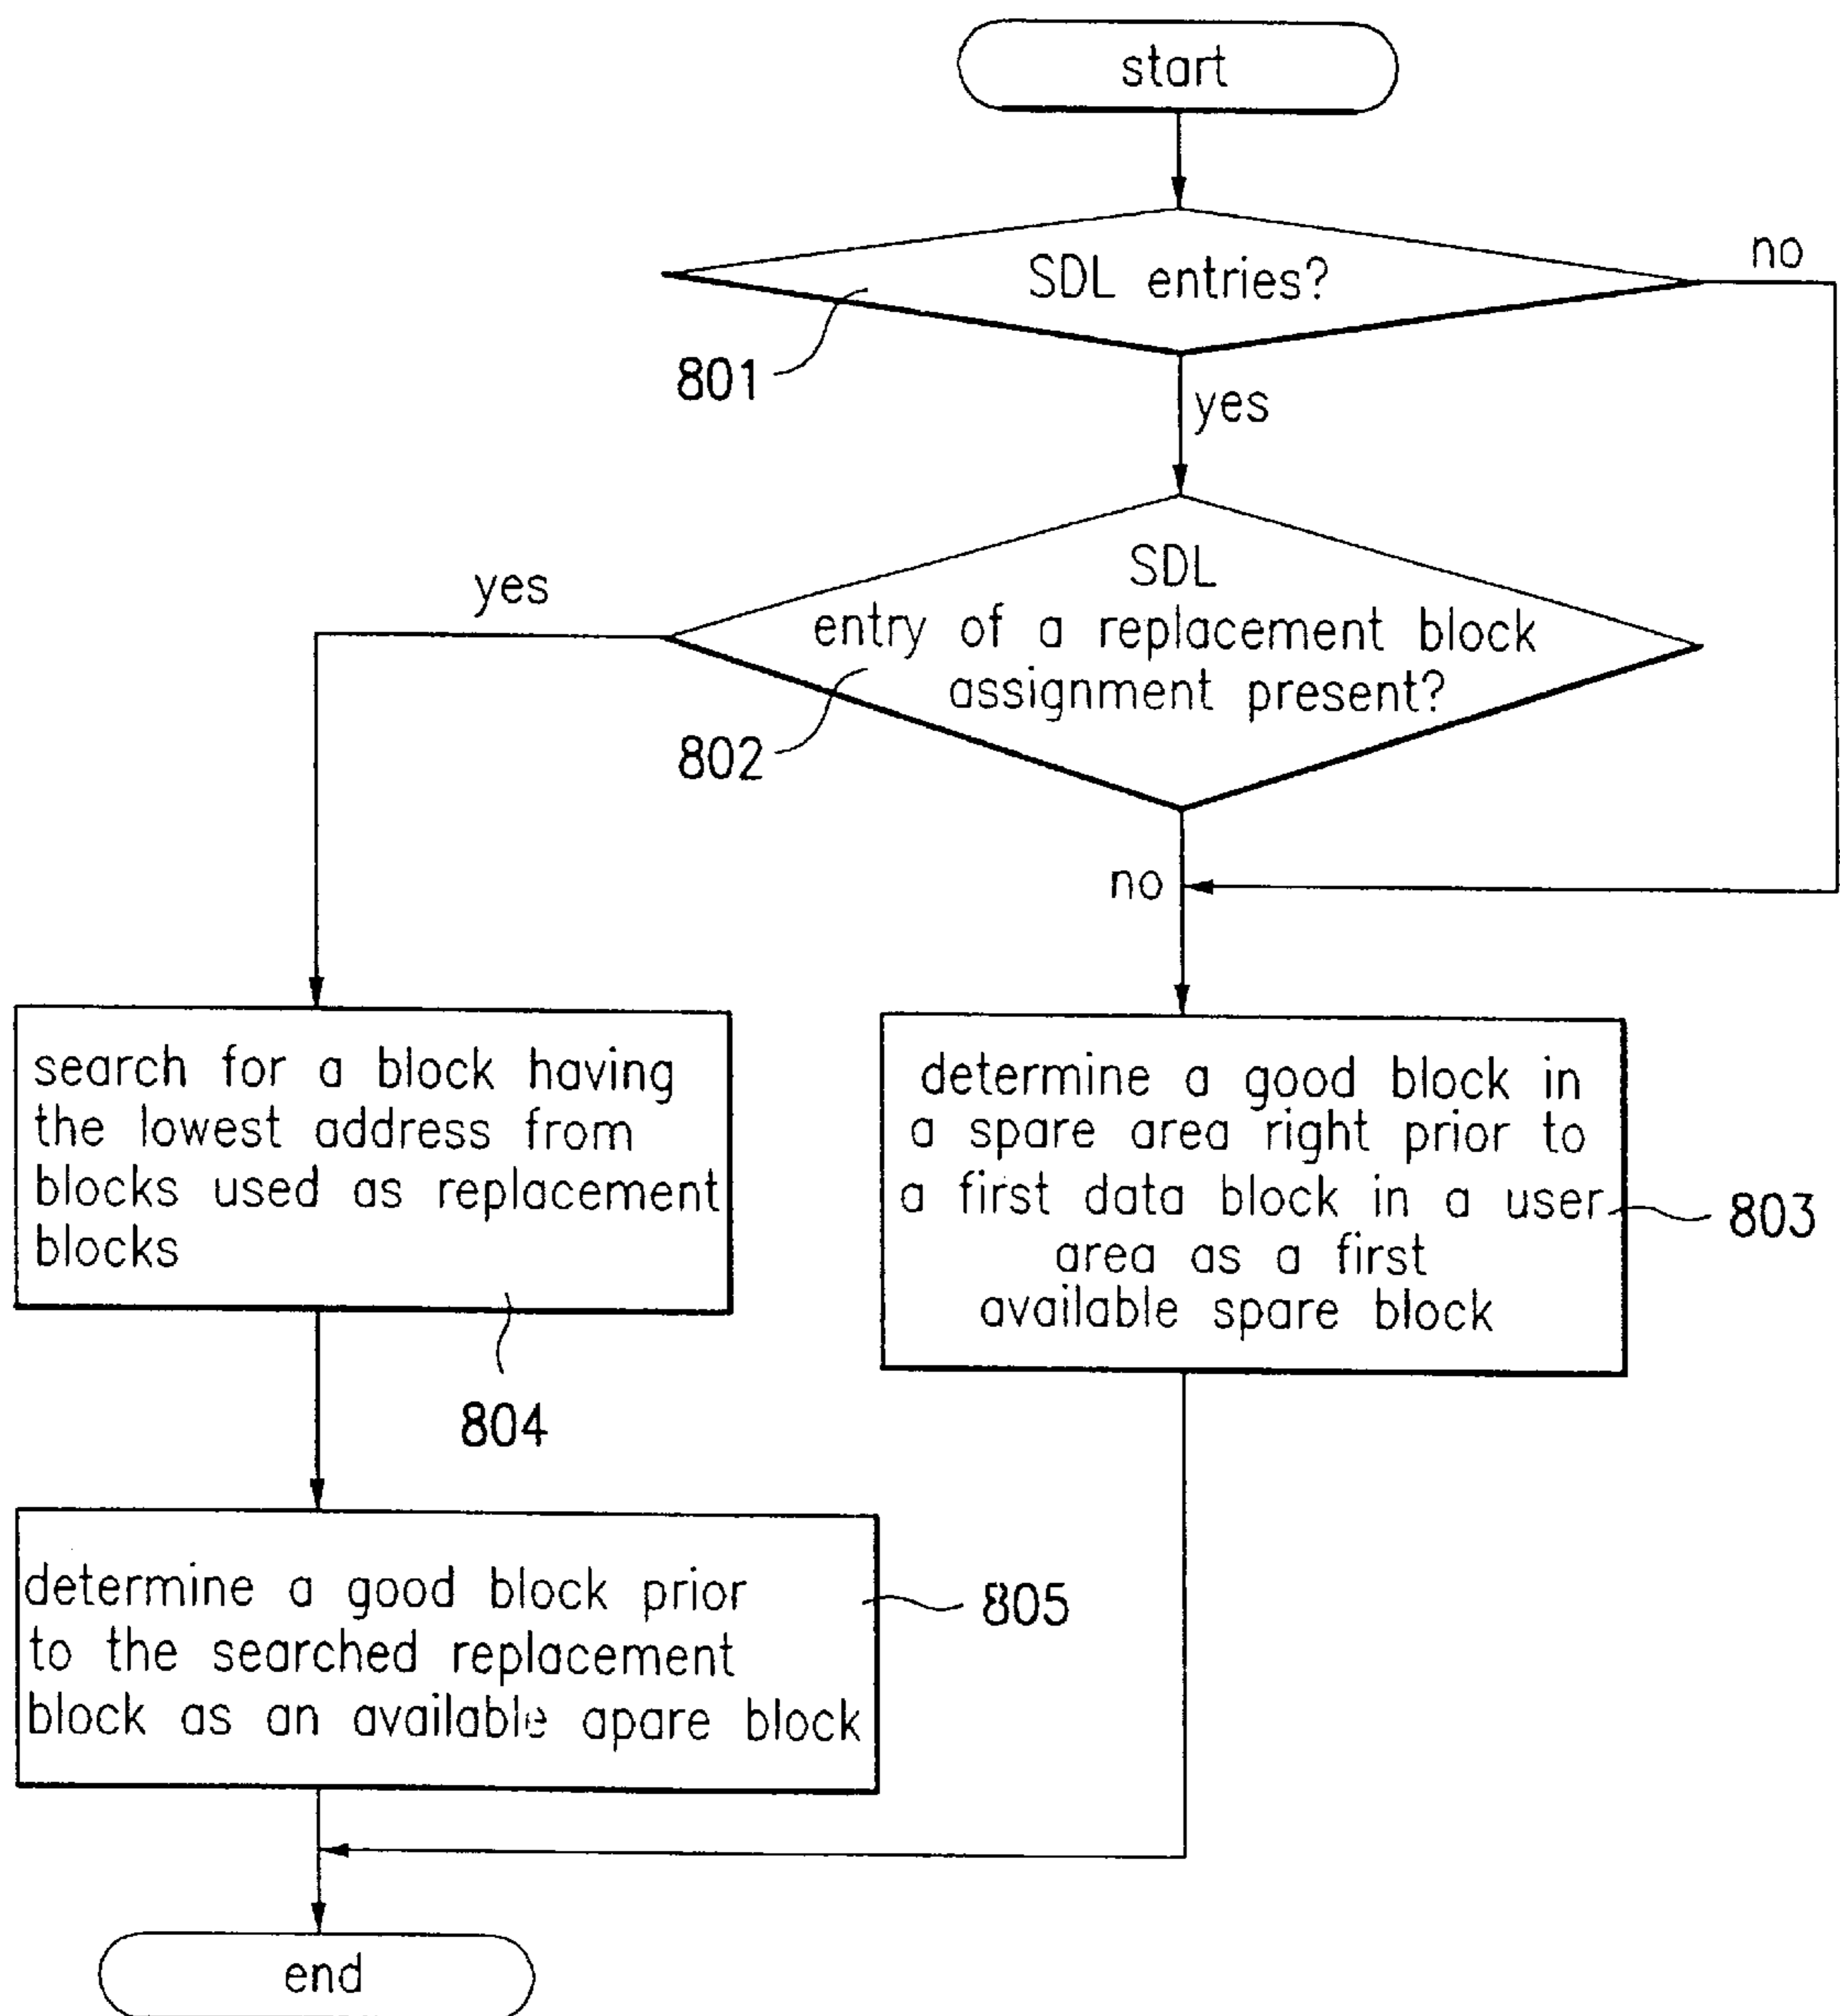 start
SDL entries?
no
801
yes
SDL
entry of a replacement block
assignment present?
yes
802
no
search for a block having
the lowest address from
blocks used as replacement
blocks
804
determine a good block in
a spare area right prior to
a first data block in a user
area as a first
available spare block
803
determine a good block prior
to the searched replacement
block as an available apare block
805
end